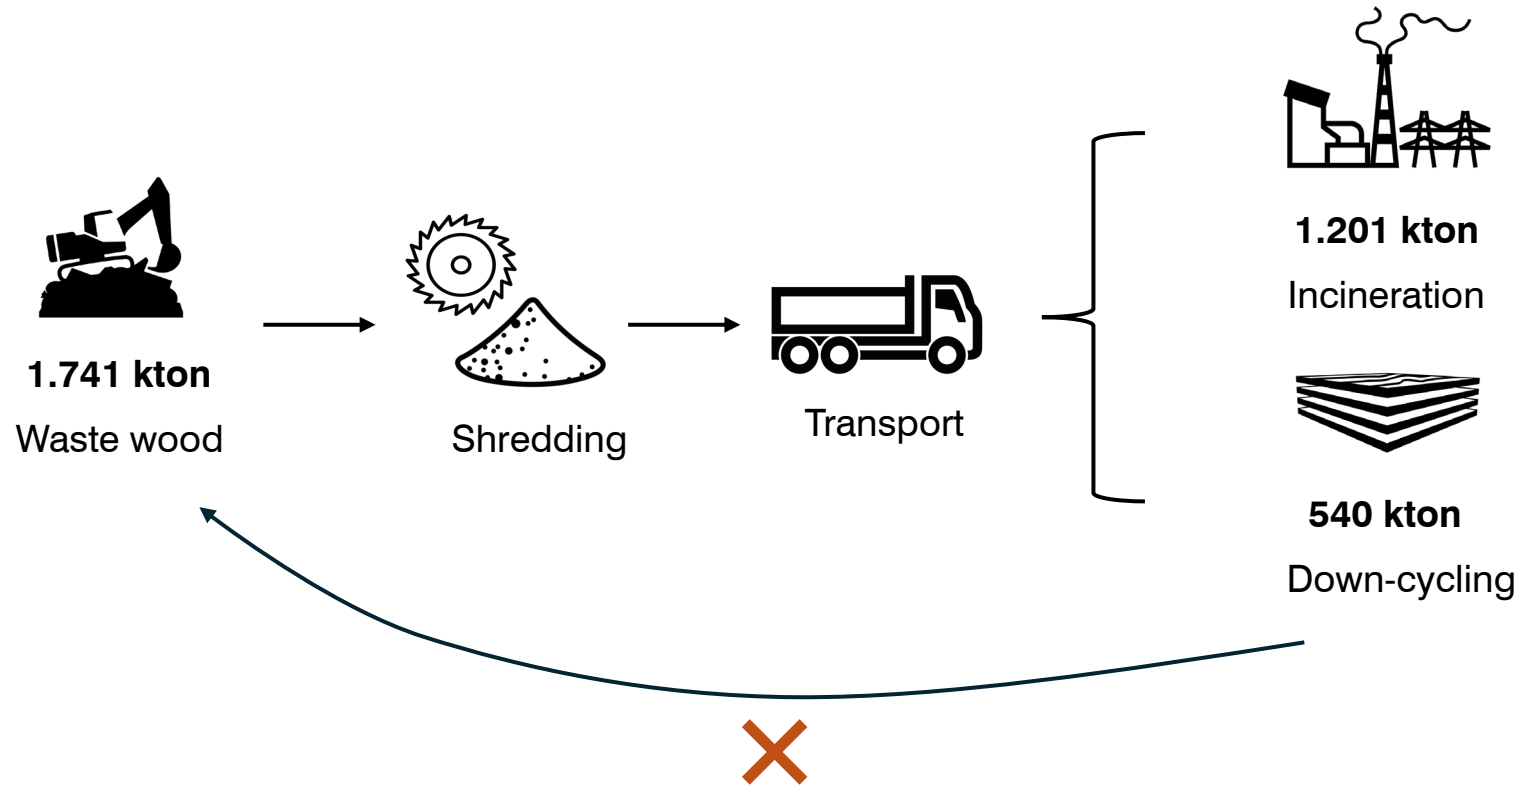 1.741 kton
Waste wood
Shredding
Transport
1.201 kton
Incineration
540 kton
Down-cycling